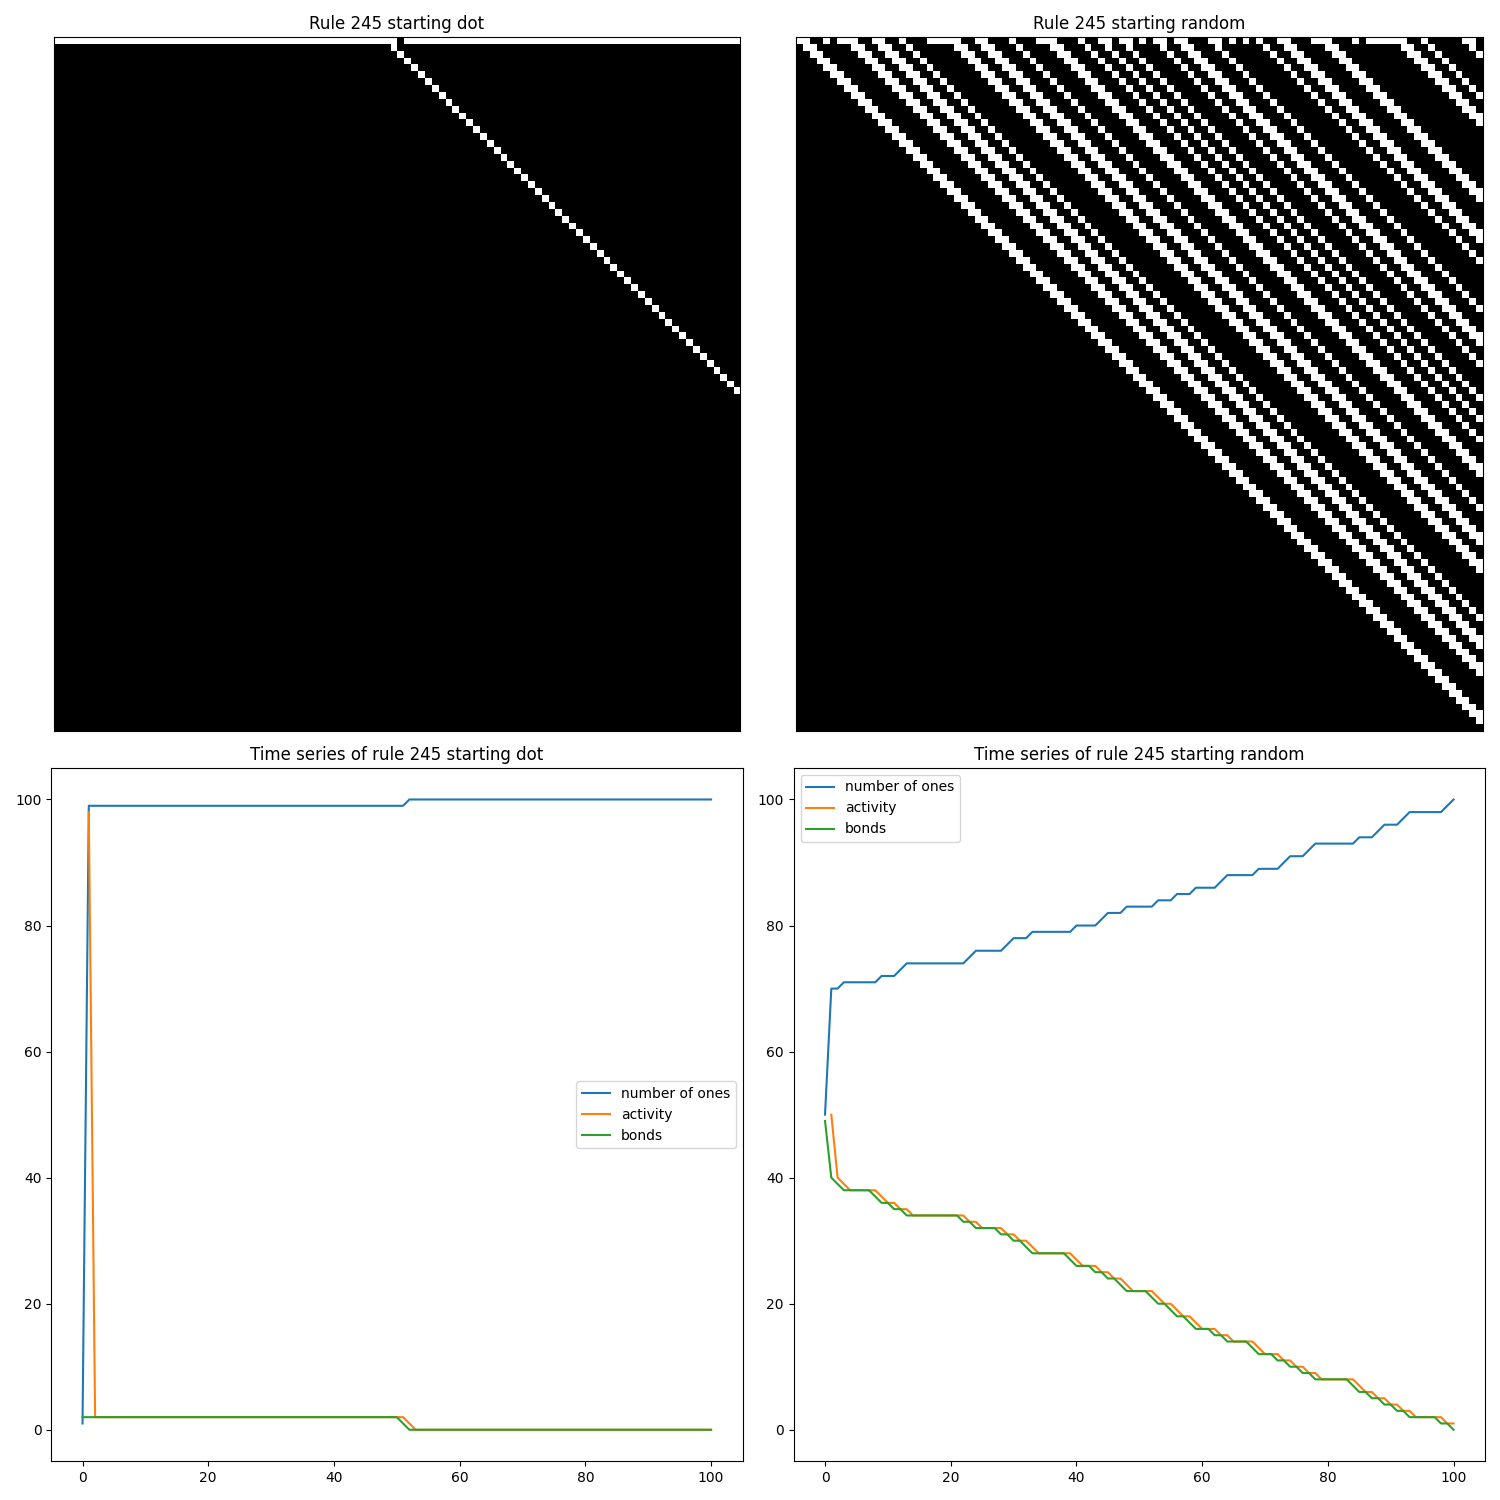 Rule 245 starting dot
Rule 245 starting random
Time series of rule 245 starting dot
100
80
60
40
20
0
number of ones
activity
bonds
0
20
40
60
80
100
Time series of rule 245 starting random
number of ones
activity
bonds
100
80
60
40
20
0
0
20
40
60
80
100